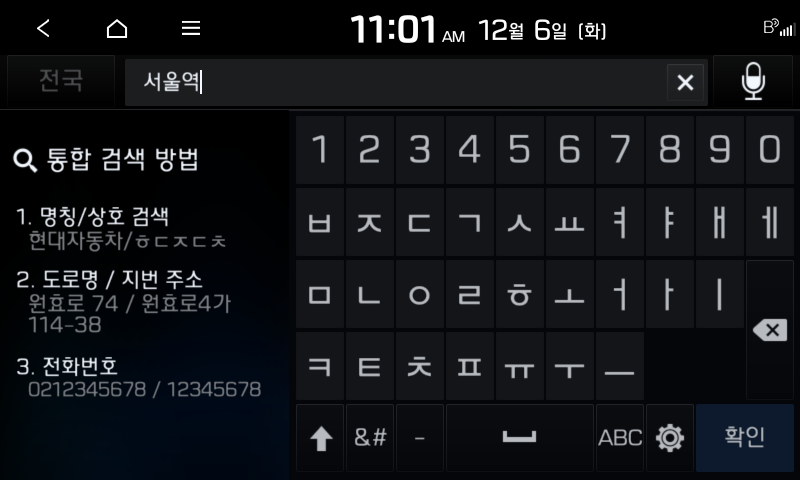 11:01 AM 12월 6일 (화)
B
전국
서울역
통합 검색 방법
1. 명칭/상호 검색
현대자동차/ㅎㄷㅈㄷㅊ
2. 도로명 / 지번 주소
원효로 74 / 원효로4가
114-38
3. 전화번호
0212345678 / 12345678
1 2 3 4 5 6 7 8 9 0
ㅂ ㅈ ㄷ ㄱ ㅅ ㅛ ㅕ ㅑ ㅐ ㅔ
ㅁ ㄴ ㅇ ㄹ ㅎ ㅗ ㅓ ㅏ ㅣ
ㅋ ㅌ ㅊ ㅍ ㅠ ㅜ ㅡ
&# - ABC 확인